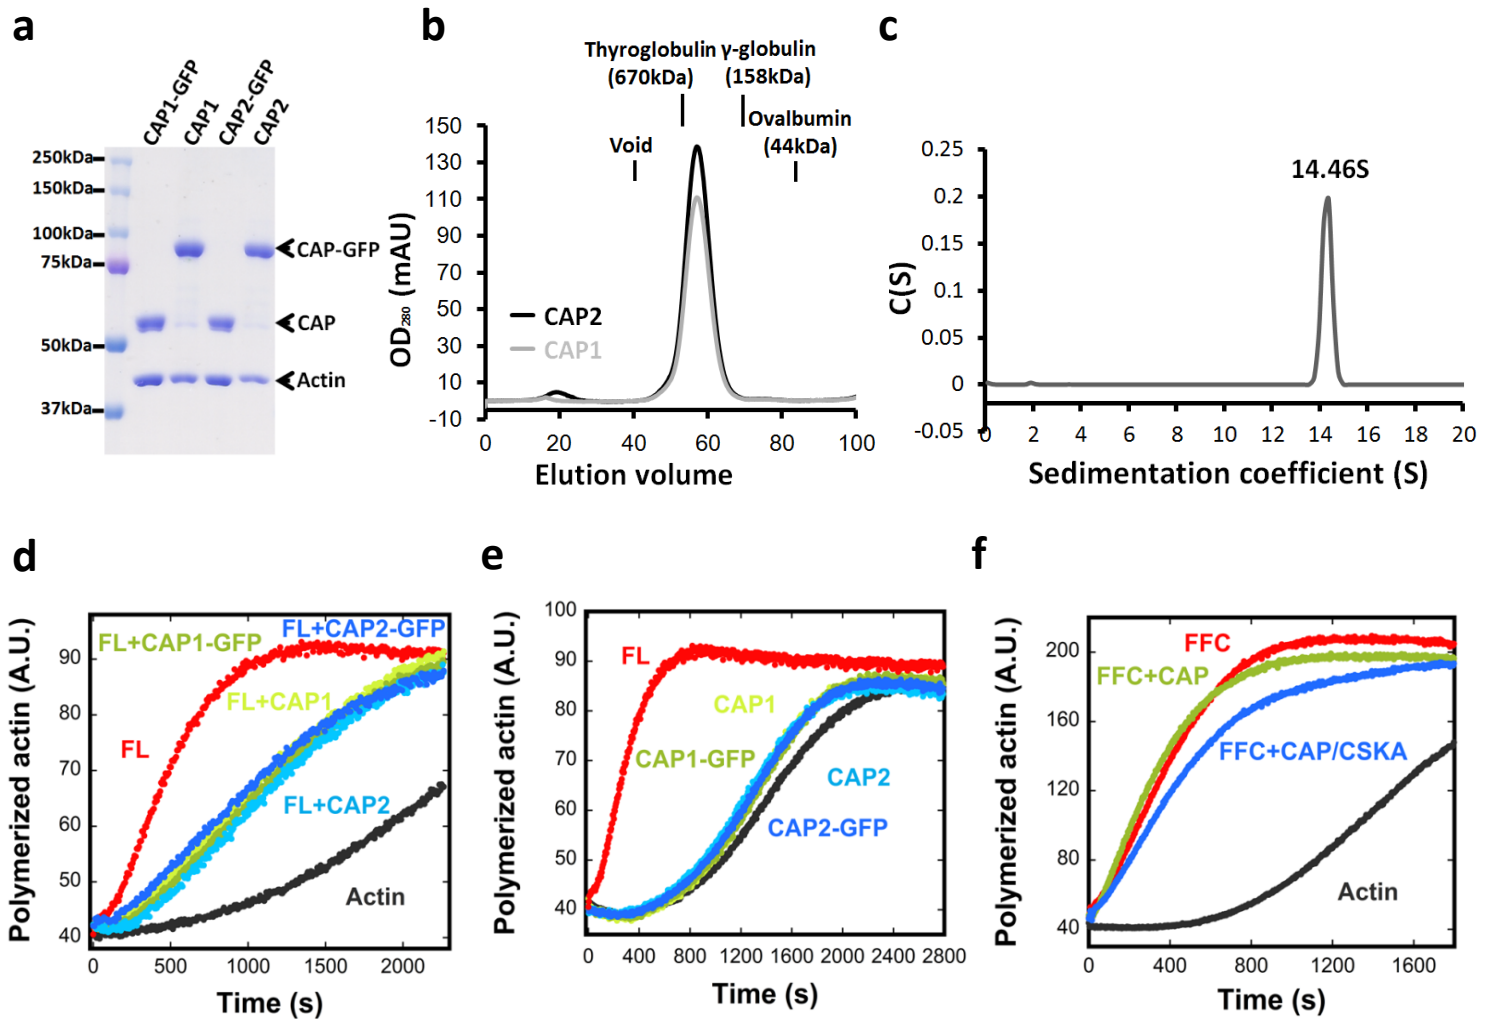 a
CAP1-GFP
CAP1
CAP2-GFP
CAP2
250kDa
150kDa
100kDa
75kDa
50kDa
37kDa
CAP-GFP
CAP
Actin
b
Thyroglobulin γ-globulin
(670kDa) (158kDa)
Void
Ovalbumin
(44kDa)
150
130
110
90
70
50
30
10
-10
OD280 (mAU)
CAP2
CAP1
0 20 40 60 80 100
Elution volume
c
0.25
0.2
0.15
0.1
0.05
0
-0.05
C(S)
14.46S
0 2 4 6 8 10 12 14 16 18 20
Sedimentation coefficient (S)
d
Polymerized actin (A.U.)
90
80
70
60
50
40
FL+CAP2-GFP
FL+CAP1-GFP
FL+CAP1
FL
FL+CAP2
Actin
0 500 1000 1500 2000
Time (s)
e
Polymerized actin (A.U.)
100
90
80
70
60
50
40
FL
CAP1
CAP1-GFP
CAP2
CAP2-GFP
0 400 800 1200 1600 2000 2400 2800
Time (s)
f
Polymerized actin (A.U.)
200
160
120
80
40
FFC
FFC+CAP
FFC+CAP/CSKA
Actin
0 400 800 1200 1600
Time (s)